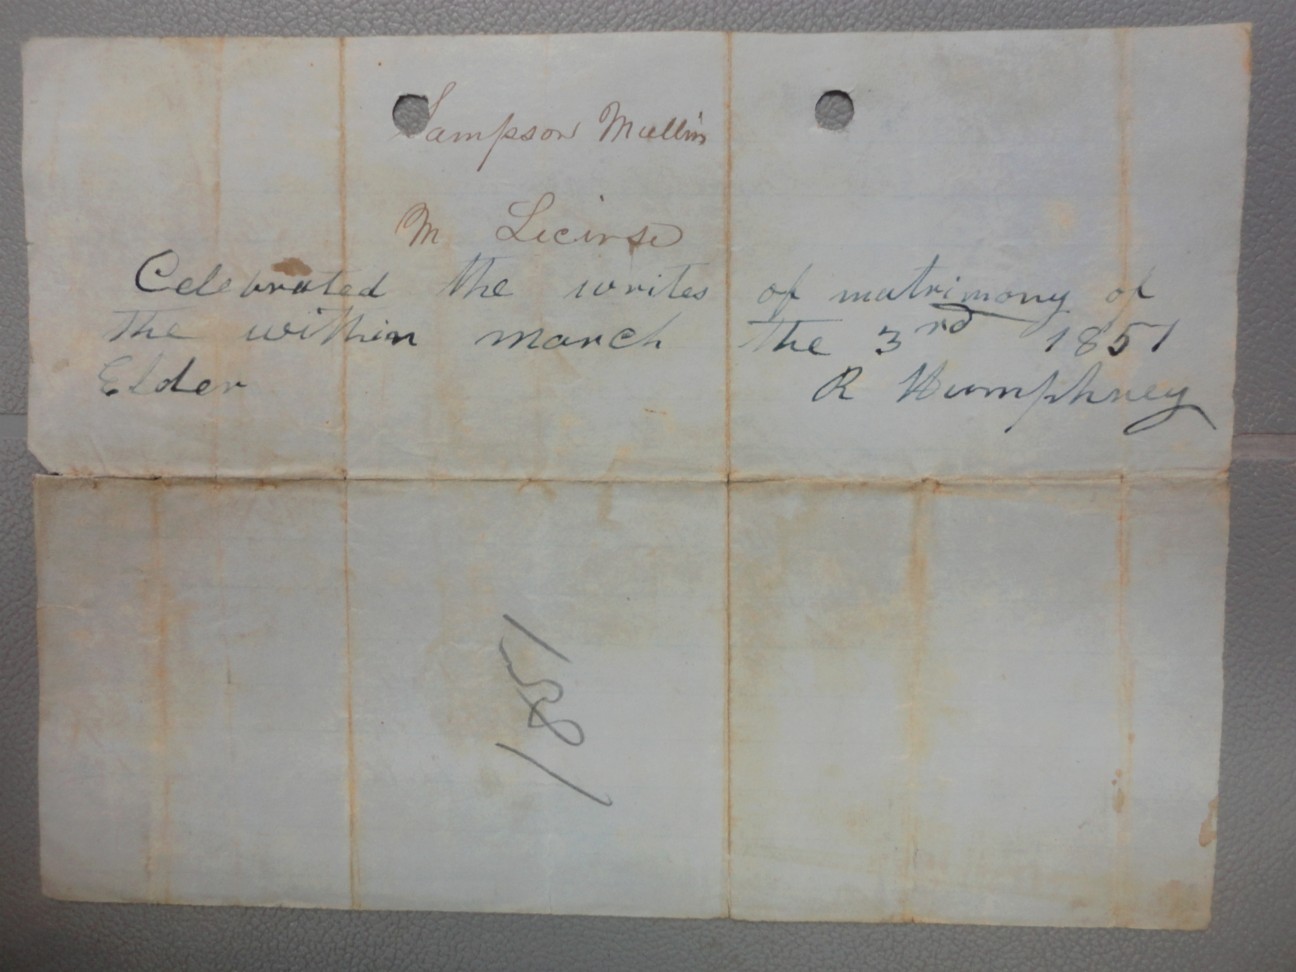 Sampson Mullin
M Licinse
Celebrated the writes of matrimony of
the within march the 3rd 1851
Elder R Humphrey
1851